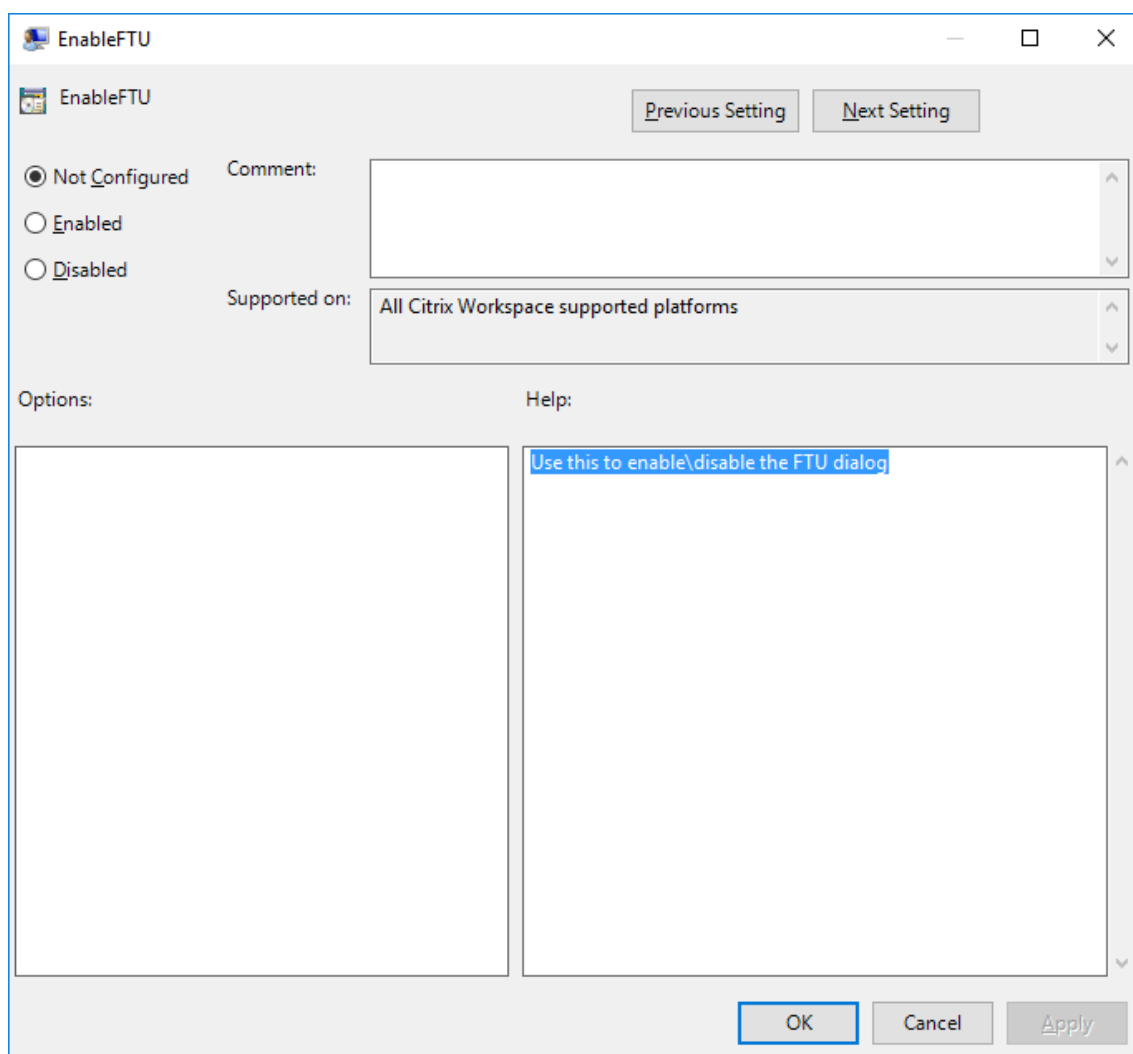 EnableFTU
EnableFTU
Previous Setting
Next Setting
Not Configured
Comment:
Enabled
Disabled
Supported on:
All Citrix Workspace supported platforms
Options:
Help:
Use this to enable\disable the FTU dialog
OK
Cancel
Apply